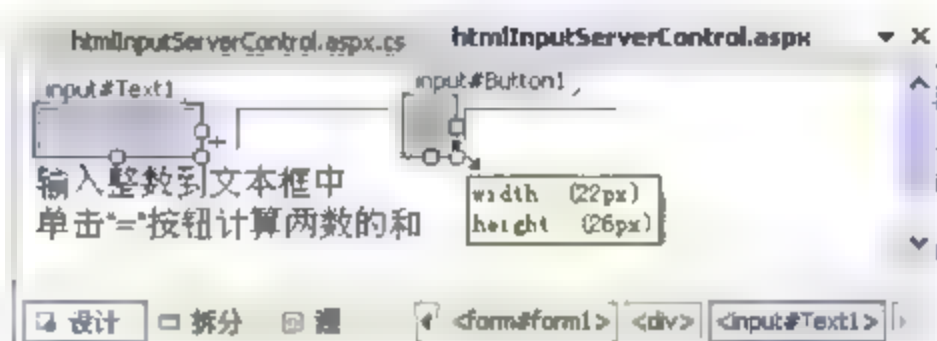 htmlInputServerControl.aspx.cs htmlInputServerControl.aspx
input#Text1 input#Button1
+
输入整数到文本框中
单击"="按钮计算两数的和
width (22px)
height (26px)
设计 拆分 <form#form1> <div> <input#Text1>